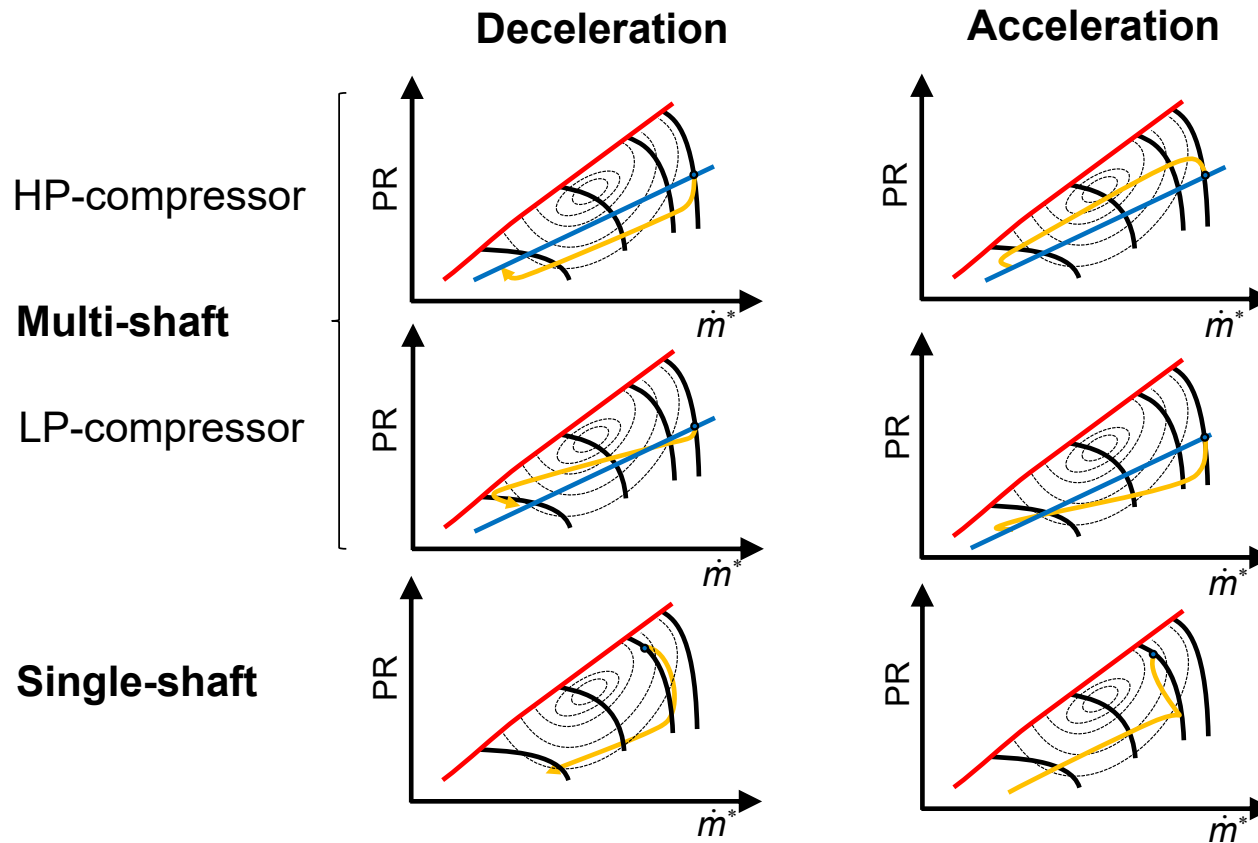 Deceleration
Acceleration
HP-compressor
PR
ṁ*
PR
ṁ*
Multi-shaft
LP-compressor
PR
ṁ*
PR
ṁ*
Single-shaft
PR
ṁ*
PR
ṁ*